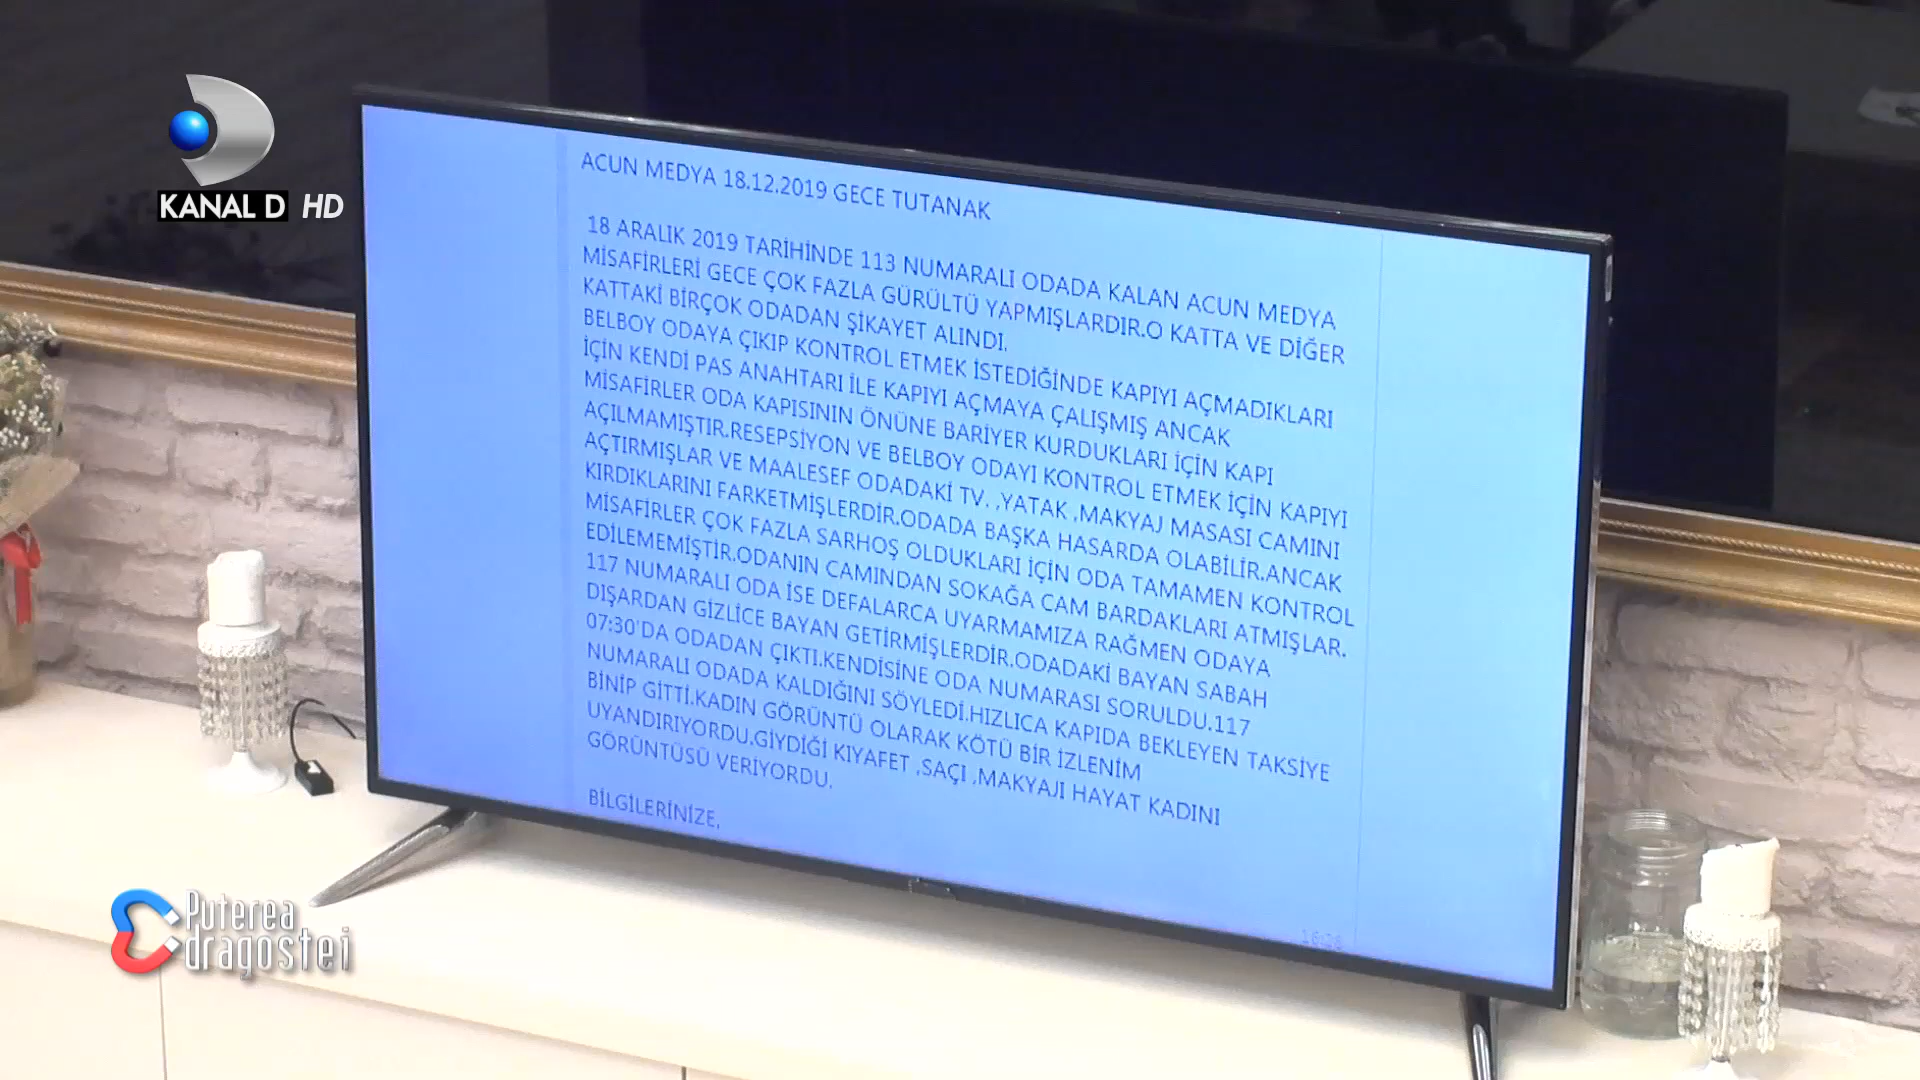 KANAL D HD
ACUN MEDYA 18.12.2019 GECE TUTANAK
18 ARALIK 2019 TARİHİNDE 113 NUMARALI ODADA KALAN ACUN MEDYA
MİSAFİRLERİ GECE ÇOK FAZLA GÜRÜLTÜ YAPMIŞLARDIR.O KATTA VE DİĞER
KATTAKİ BİRÇOK ODADAN ŞİKAYET ALINDI.
BELBOY ODAYA ÇIKIP KONTROL ETMEK İSTEDİĞİNDE KAPIYI AÇMADIKLARI
İÇİN KENDİ PAS ANAHTARI İLE KAPIYI AÇMAYA ÇALIŞMIŞ ANCAK
MİSAFİRLER ODA KAPISININ ÖNÜNE BARİYER KURDUKLARI İÇİN KAPI
AÇILMAMIŞTIR.RESEPSİYON VE BELBOY ODAYI KONTROL ETMEK İÇİN KAPIYI
AÇTIRMIŞLAR VE MAALESEF ODADAKİ TV. ,YATAK ,MAKYAJ MASASI CAMINI
KIRDIKLARINI FARKETMİŞLERDİR.ODADA BAŞKA HASARDA OLABİLİR.ANCAK
MİSAFİRLER ÇOK FAZLA SARHOŞ OLDUKLARI İÇİN ODA TAMAMEN KONTROL
EDİLEMEMİŞTİR.ODANIN CAMINDAN SOKAĞA CAM BARDAKLARI ATMIŞLAR.
117 NUMARALI ODA İSE DEFALARCA UYARMAMIZA RAĞMEN ODAYA
DIŞARDAN GİZLİCE BAYAN GETİRMİŞLERDİR.ODADAKİ BAYAN SABAH
07:30'DA ODADAN ÇIKTI.KENDİSİNE ODA NUMARASI SORULDU.117
NUMARALI ODADA KALDIĞINI SÖYLEDİ.HIZLICA KAPIDA BEKLEYEN TAKSİYE
BİNİP GİTTİ.KADIN GÖRÜNTÜ OLARAK KÖTÜ BİR İZLENİM
UYANDIRIYORDU.GİYDİĞİ KIYAFET ,SAÇI ,MAKYAJI HAYAT KADINI
GÖRÜNTÜSÜ VERİYORDU.
BİLGİLERİNİZE,
Puterea
dragostei